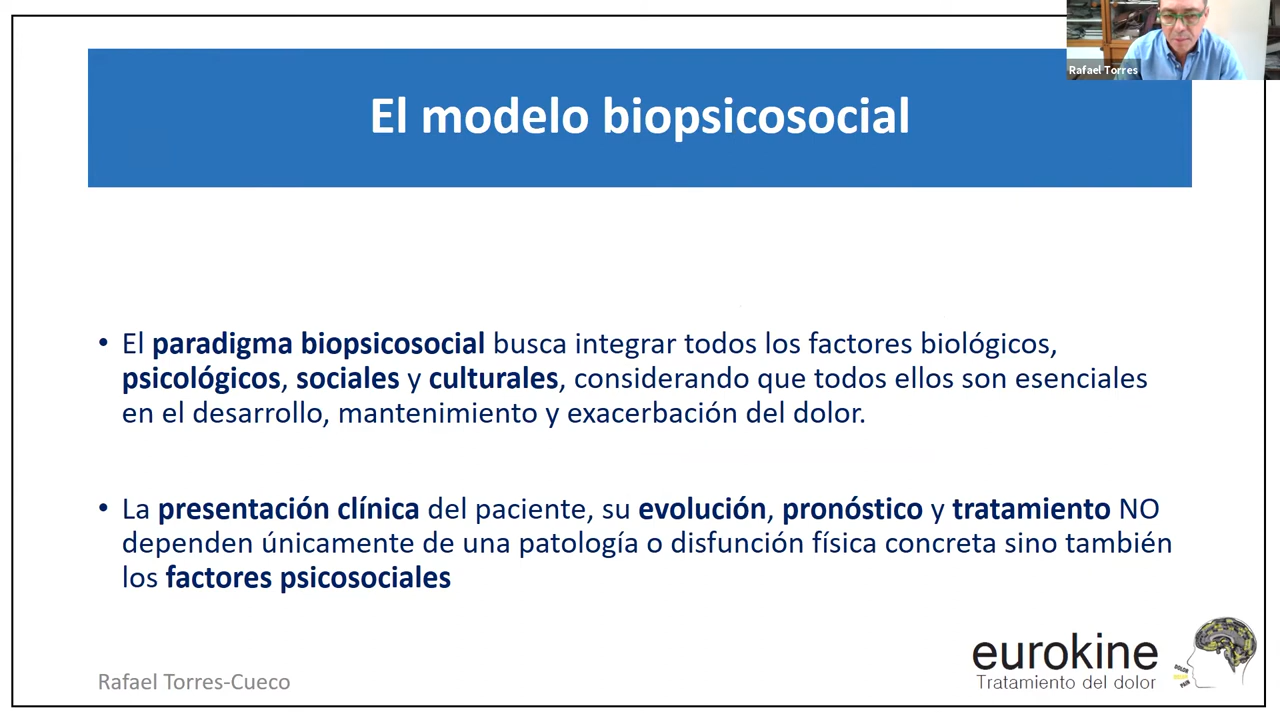 Rafael Torres
El modelo biopsicosocial
• El paradigma biopsicosocial busca integrar todos los factores biológicos,
psicológicos, sociales y culturales, considerando que todos ellos son esenciales
en el desarrollo, mantenimiento y exacerbación del dolor.
• La presentación clínica del paciente, su evolución, pronóstico y tratamiento NO
dependen únicamente de una patología o disfunción física concreta sino también
los factores psicosociales
eurokine
Tratamiento del dolor
DOLOR
PAIN
Rafael Torres-Cueco